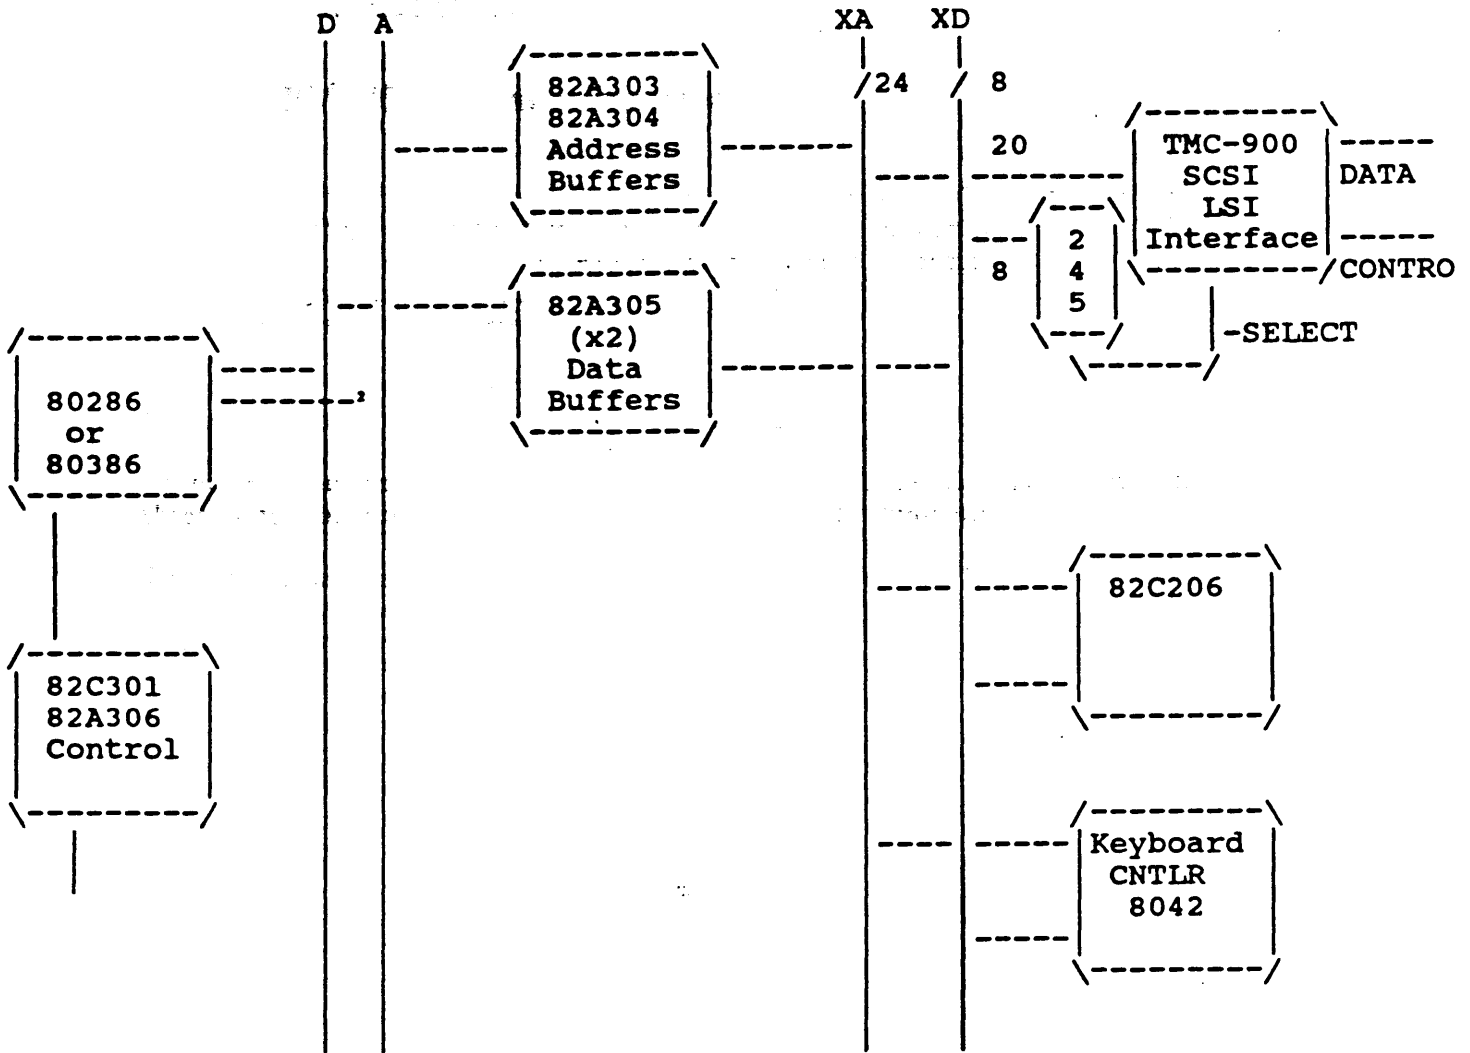 D A XA XD
/24 / 8
82A303
82A304
Address
Buffers
20
TMC-900
SCSI
LSI
Interface
DATA
CONTRO
8
2
4
5
-SELECT
82A305
(x2)
Data
Buffers
80286
or
80386
2
82C301
82A306
Control
82C206
Keyboard
CNTLR
8042